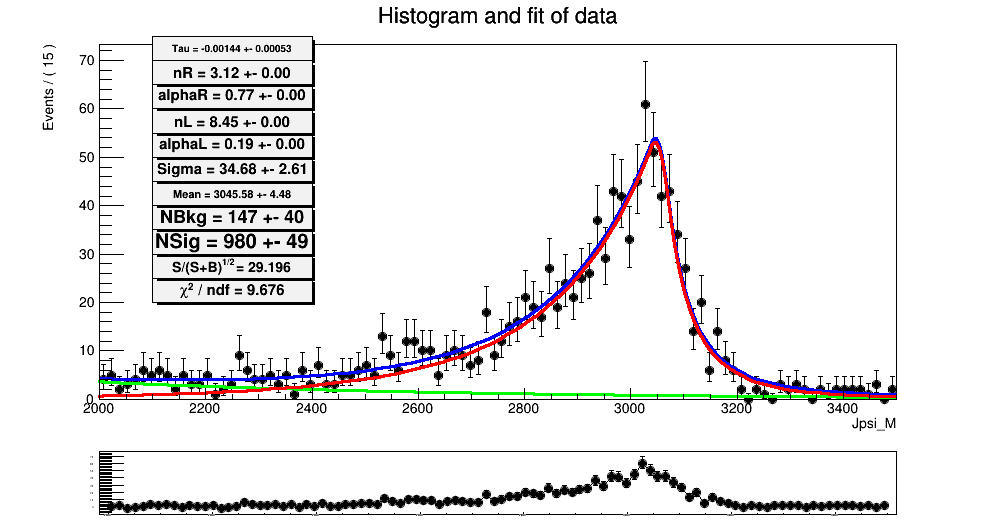 Histogram and fit of data
Events / ( 15 )
70
60
50
40
30
20
10
0
Tau = -0.00144 +- 0.00053
nR = 3.12 +- 0.00
alphaR = 0.77 +- 0.00
nL = 8.45 +- 0.00
alphaL = 0.19 +- 0.00
Sigma = 34.68 +- 2.61
Mean = 3045.58 +- 4.48
NBkg = 147 +- 40
NSig = 980 +- 49
S/(S+B)^1/2 = 29.196
χ² / ndf = 9.676
2000 2200 2400 2600 2800 3000 3200 3400
Jpsi_M